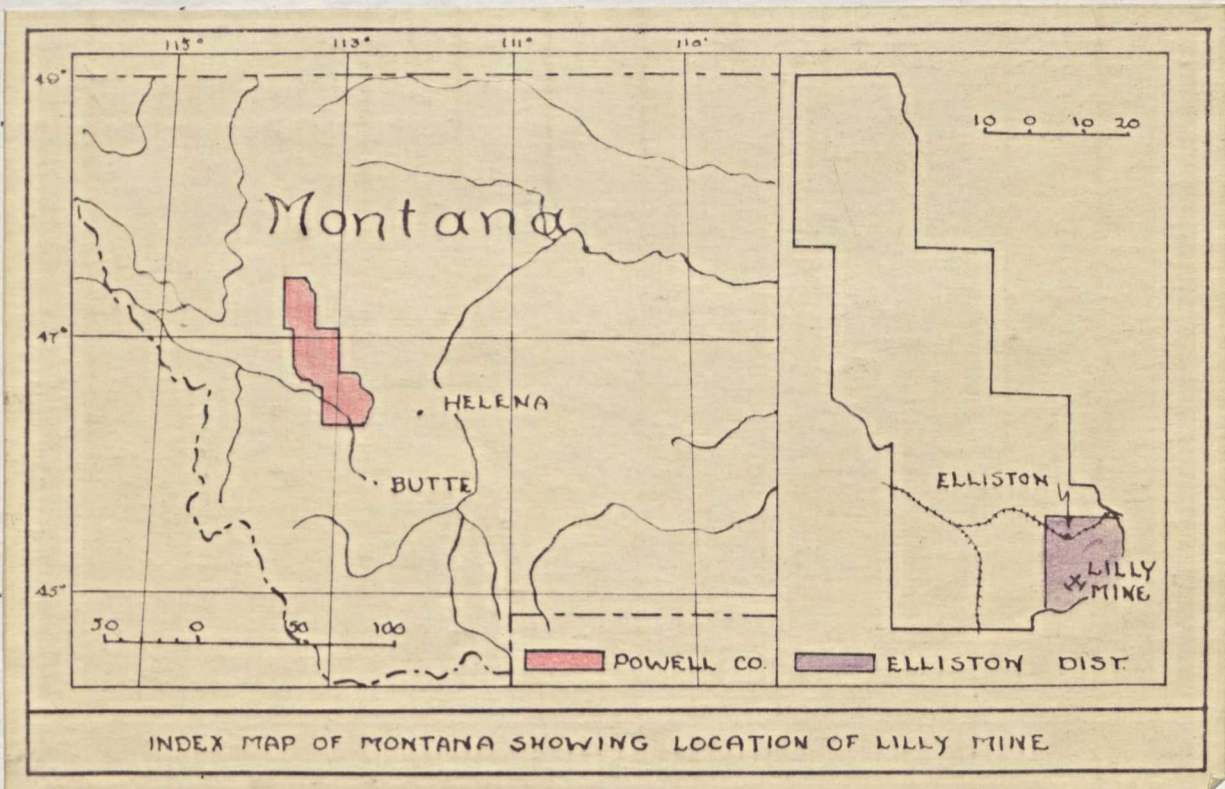 115° 113° 111° 110°
49°
10 0 10 20
Montana
47°
HELENA
BUTTE
ELLISTON
LILLY
MINE
45°
50 0 50 100
POWELL CO.
ELLISTON DIST.
INDEX MAP OF MONTANA SHOWING LOCATION OF LILLY MINE